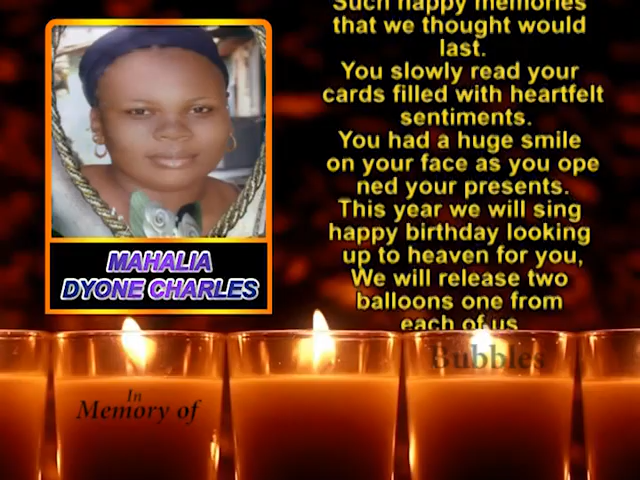 Such happy memories
that we thought would
last.
You slowly read your
cards filled with heartfelt
sentiments.
You had a huge smile
on your face as you ope
ned your presents.
This year we will sing
happy birthday looking
up to heaven for you,
We will release two
balloons one from
each of us
MAHALIA
DYONE CHARLES
In
Memory of
Bubbles